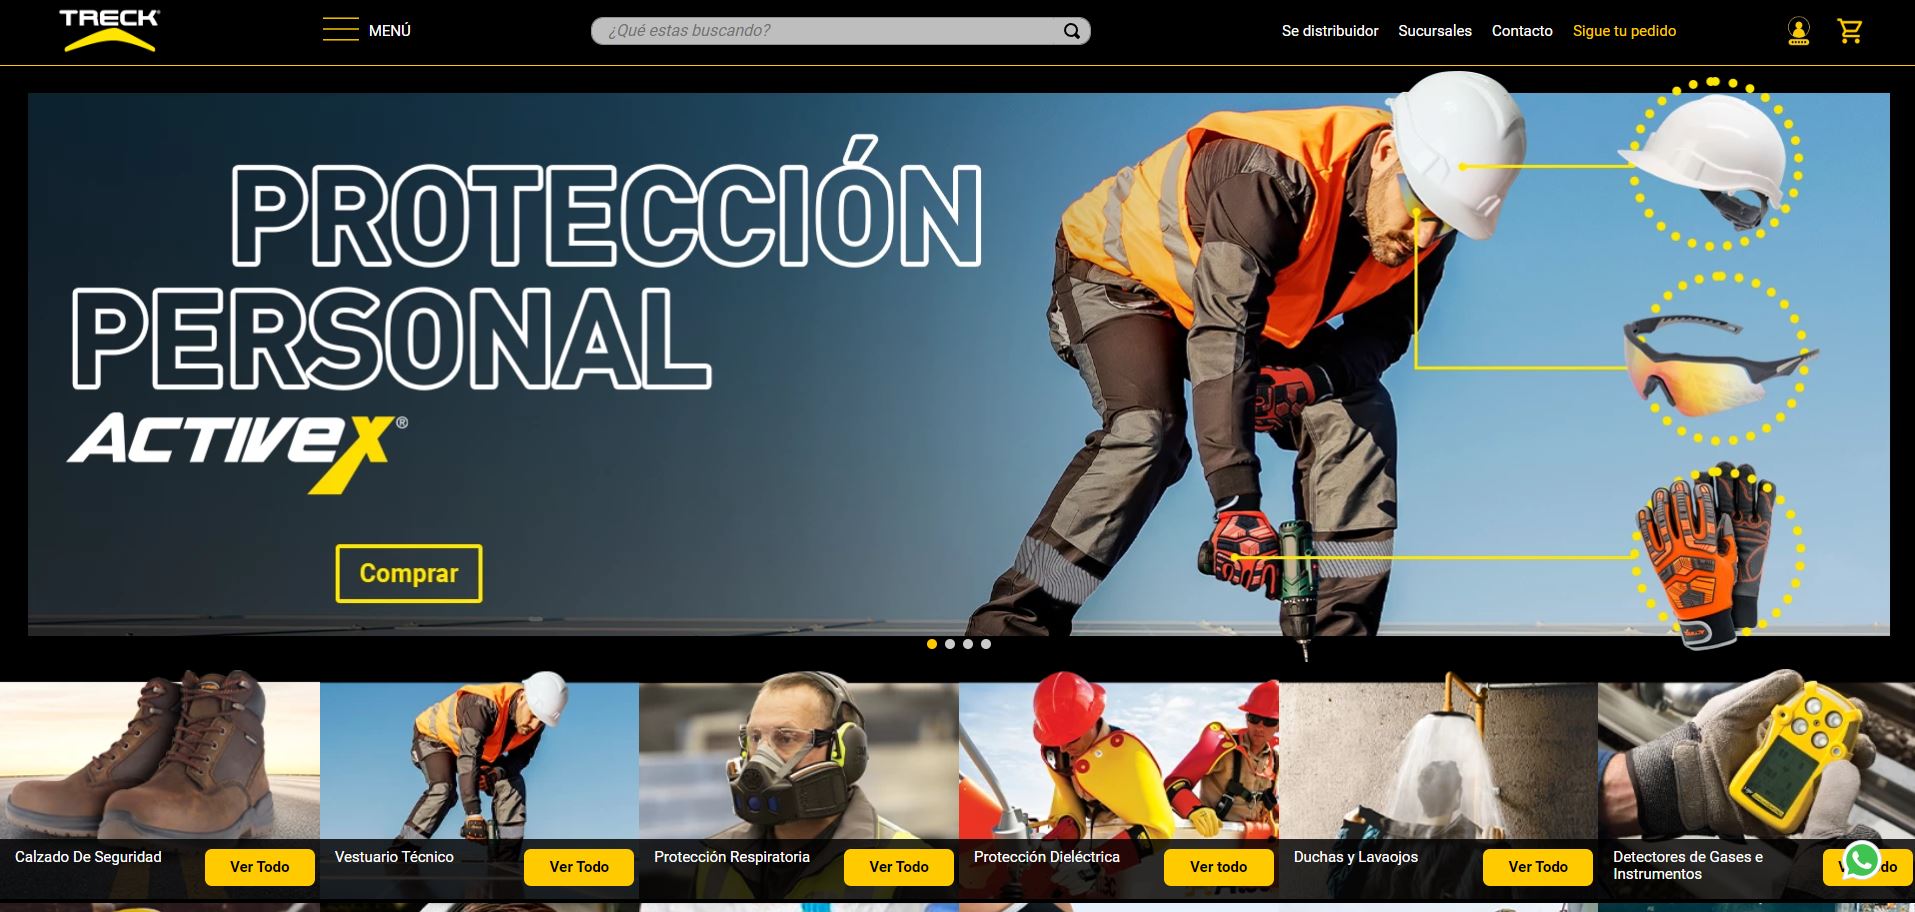 TRECK®
MENÚ
¿Qué estas buscando?
Se distribuidor
Sucursales
Contacto
Sigue tu pedido
PROTECCIÓN
PERSONAL
ACTIVEX®
Comprar
Calzado De Seguridad
Ver Todo
Vestuario Técnico
Ver Todo
Protección Respiratoria
Ver Todo
Protección Dieléctrica
Ver todo
Duchas y Lavaojos
Ver Todo
Detectores de Gases e
Instrumentos